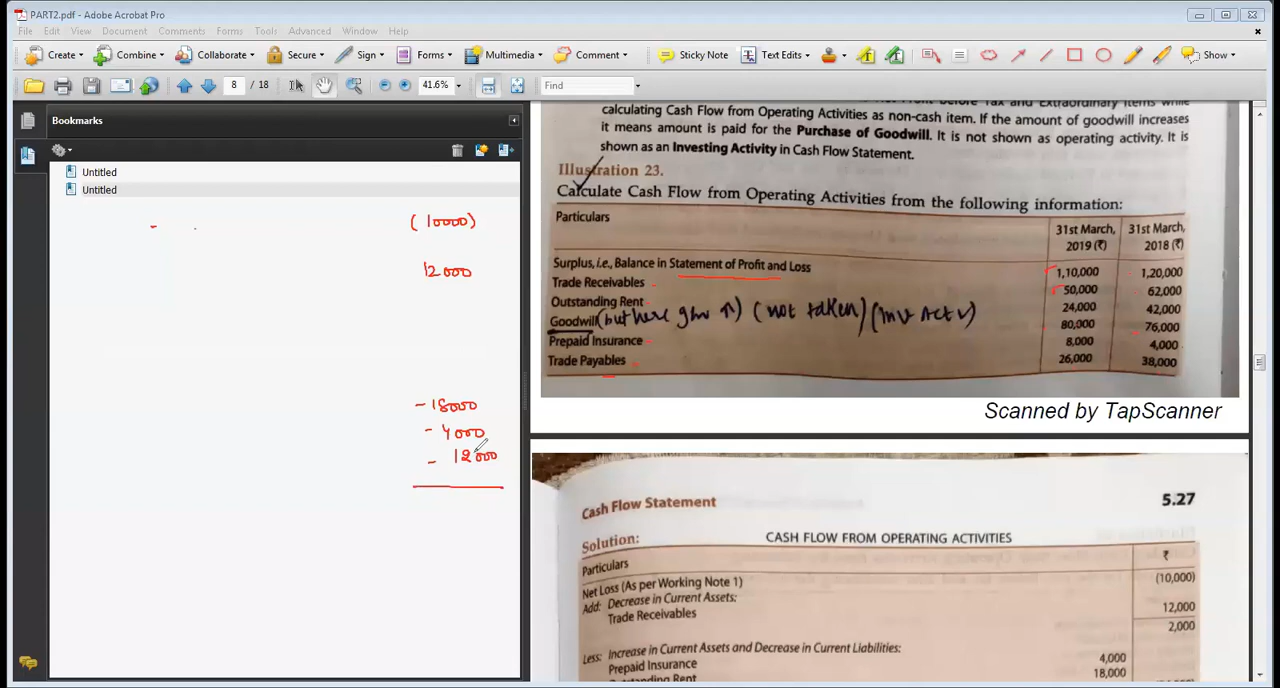 PART2.pdf - Adobe Acrobat Pro
File Edit View Document Comments Forms Tools Advanced Window Help
Create Combine Collaborate Secure Sign Forms Multimedia Comment Sticky Note Text Edits Show
8 / 18 41.6% Find
Bookmarks
Untitled
Untitled
- (10000)
12000
- 18000
- 4000
- 12000
calculating Cash Flow from Operating Activities as non-cash item. If the amount of goodwill increases
it means amount is paid for the Purchase of Goodwill. It is not shown as operating activity. It is
shown as an Investing Activity in Cash Flow Statement.
Illustration 23.
Calculate Cash Flow from Operating Activities from the following information:
Particulars 31st March, 2019 (₹) 31st March, 2018 (₹)
Surplus, i.e., Balance in Statement of Profit and Loss 1,10,000 1,20,000
Trade Receivables 50,000 62,000
Outstanding Rent 24,000 42,000
Goodwill (but here given ↑) (not taken) (Inv Actv) 80,000 76,000
Prepaid Insurance 8,000 4,000
Trade Payables 26,000 38,000
Scanned by TapScanner
Cash Flow Statement 5.27
Solution: CASH FLOW FROM OPERATING ACTIVITIES
Particulars ₹
Net Loss (As per Working Note 1) (10,000)
Add: Decrease in Current Assets:
Trade Receivables 12,000
2,000
Less: Increase in Current Assets and Decrease in Current Liabilities:
Prepaid Insurance 4,000
18,000